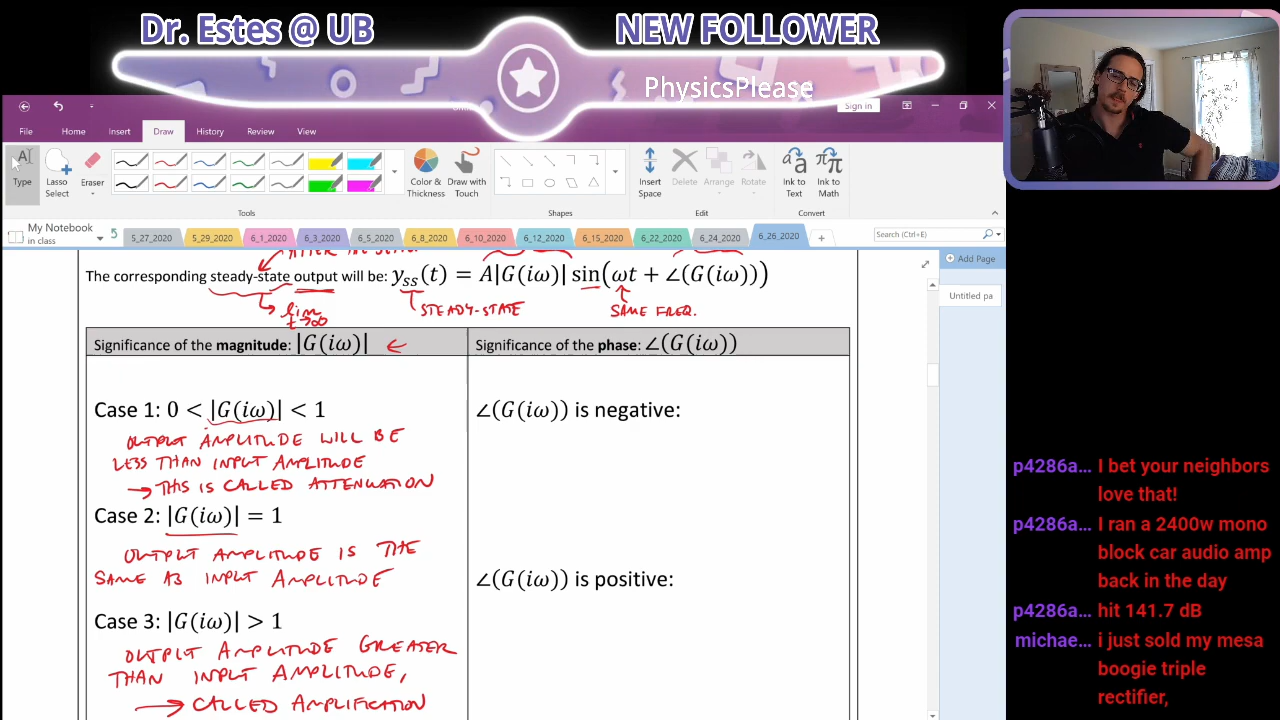 Dr. Estes @ UB
NEW FOLLOWER
PhysicsPlease
Sign in
File Home Insert Draw History Review View
Type
Lasso Select
Eraser
Color & Thickness
Draw with Touch
Insert Space
Delete
Arrange
Rotate
Ink to Text
Ink to Math
Tools
Shapes
Edit
Convert
My Notebook
in class
5
5_27_2020 5_29_2020 6_1_2020 6_3_2020 6_5_2020 6_8_2020 6_10_2020 6_12_2020 6_15_2020 6_22_2020 6_24_2020 6_26_2020
Search (Ctrl+E)
Add Page
Untitled pa
The corresponding steady-state output will be: y_ss(t) = A|G(iω)| sin(ωt + ∠(G(iω)))
lim t→∞
STEADY-STATE
SAME FREQ.
Significance of the magnitude: |G(iω)| ←
Significance of the phase: ∠(G(iω))
Case 1: 0 < |G(iω)| < 1
OUTPUT AMPLITUDE WILL BE
LESS THAN INPUT AMPLITUDE
→ THIS IS CALLED ATTENUATION
Case 2: |G(iω)| = 1
OUTPUT AMPLITUDE IS THE
SAME AS INPUT AMPLITUDE
Case 3: |G(iω)| > 1
OUTPUT AMPLITUDE GREATER
THAN INPUT AMPLITUDE,
→ CALLED AMPLIFICATION
∠(G(iω)) is negative:
∠(G(iω)) is positive:
p4286a... I bet your neighbors
love that!
p4286a... I ran a 2400w mono
block car audio amp
back in the day
p4286a... hit 141.7 dB
michae... i just sold my mesa
boogie triple
rectifier,